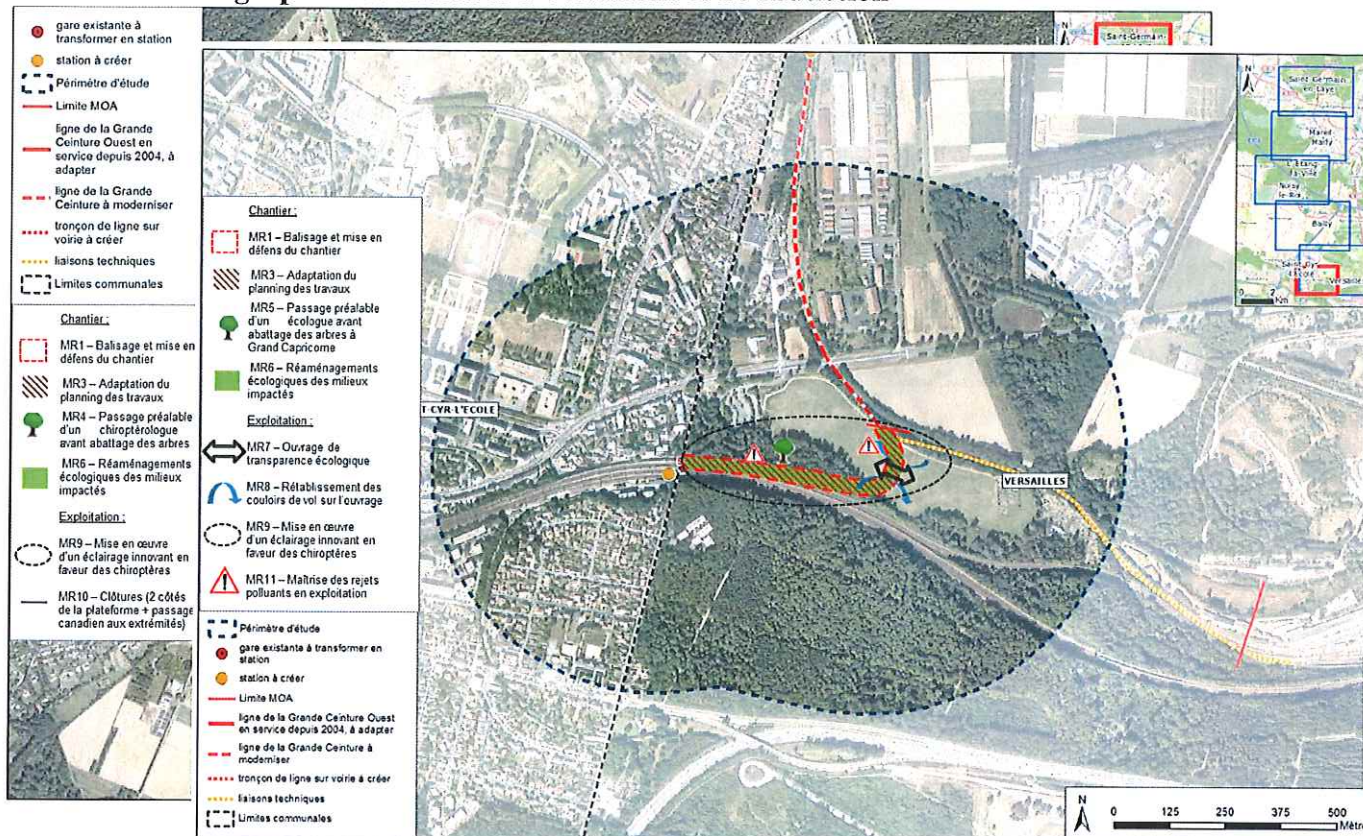 gare existante à
transformer en station
station à créer
Périmètre d'étude
Limite MOA
ligne de la Grande
Ceinture Ouest en
service depuis 2004, à
adapter
ligne de la Grande
Ceinture à moderniser
tronçon de ligne sur
voirie à créer
liaisons techniques
Limites communales
Chantier :
MR1 – Balisage et mise en
défens du chantier
MR3 – Adaptation du
planning des travaux
MR4 – Passage préalable
d'un chiroptérologue
avant abattage des arbres
MR6 – Réaménagements
écologiques des milieux
impactés
Exploitation :
MR9 – Mise en œuvre
d'un éclairage innovant en
faveur des chiroptères
MR10 – Clôtures (2 côtés
de la plateforme + passage
canadien aux extrémités)
Chantier :
MR1 – Balisage et mise en
défens du chantier
MR3 – Adaptation du
planning des travaux
MR5 – Passage préalable
d'un écologue avant
abattage des arbres à
Grand Capricorne
MR6 – Réaménagements
écologiques des milieux
impactés
Exploitation :
MR7 – Ouvrage de
transparence écologique
MR8 – Rétablissement des
couloirs de vol sur l'ouvrage
MR9 – Mise en œuvre
d'un éclairage innovant en
faveur des chiroptères
MR11 – Maîtrise des rejets
polluants en exploitation
Périmètre d'étude
gare existante à transformer en
station
station à créer
Limite MOA
ligne de la Grande Ceinture Ouest
en service depuis 2004, à adapter
ligne de la Grande Ceinture à
moderniser
tronçon de ligne sur voirie à créer
liaisons techniques
Limites communales
T-CYR-L'ECOLE
VERSAILLES
N
Saint-Germain-
N
Saint-Germain
en-Laye
Mareil
Marly
L'Étang
la-Ville
Noisy
le-Roi
Bailly
Saint-Cyr
l'École
Versaille
0 2
Km
N
0 125 250 500
Mètre